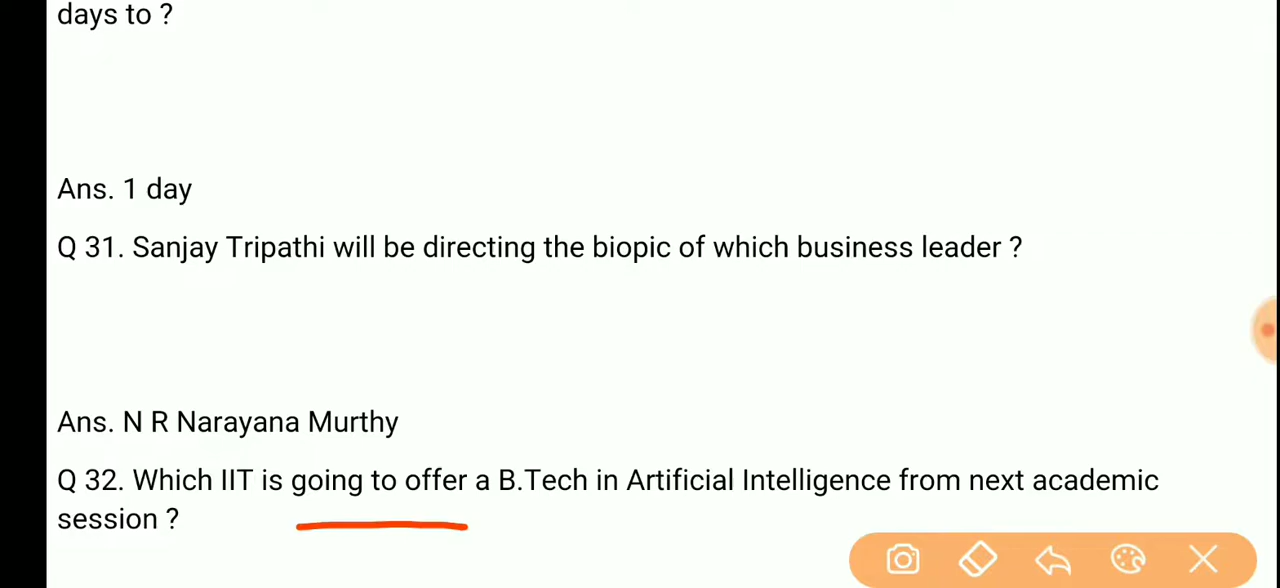 days to ?
Ans. 1 day
Q 31. Sanjay Tripathi will be directing the biopic of which business leader ?
Ans. N R Narayana Murthy
Q 32. Which IIT is going to offer a B.Tech in Artificial Intelligence from next academic
session ?